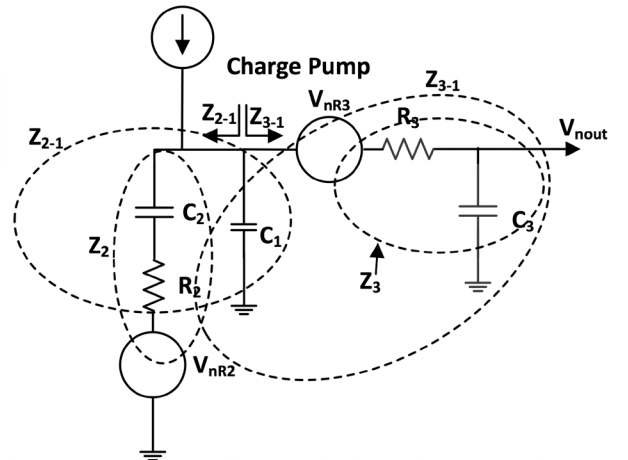 Charge Pump
Z3-1
VnR3
R3
Z2-1
Z3-1
Vnout
Z2-1
C2
C1
C3
Z2
R2
Z3
VnR2